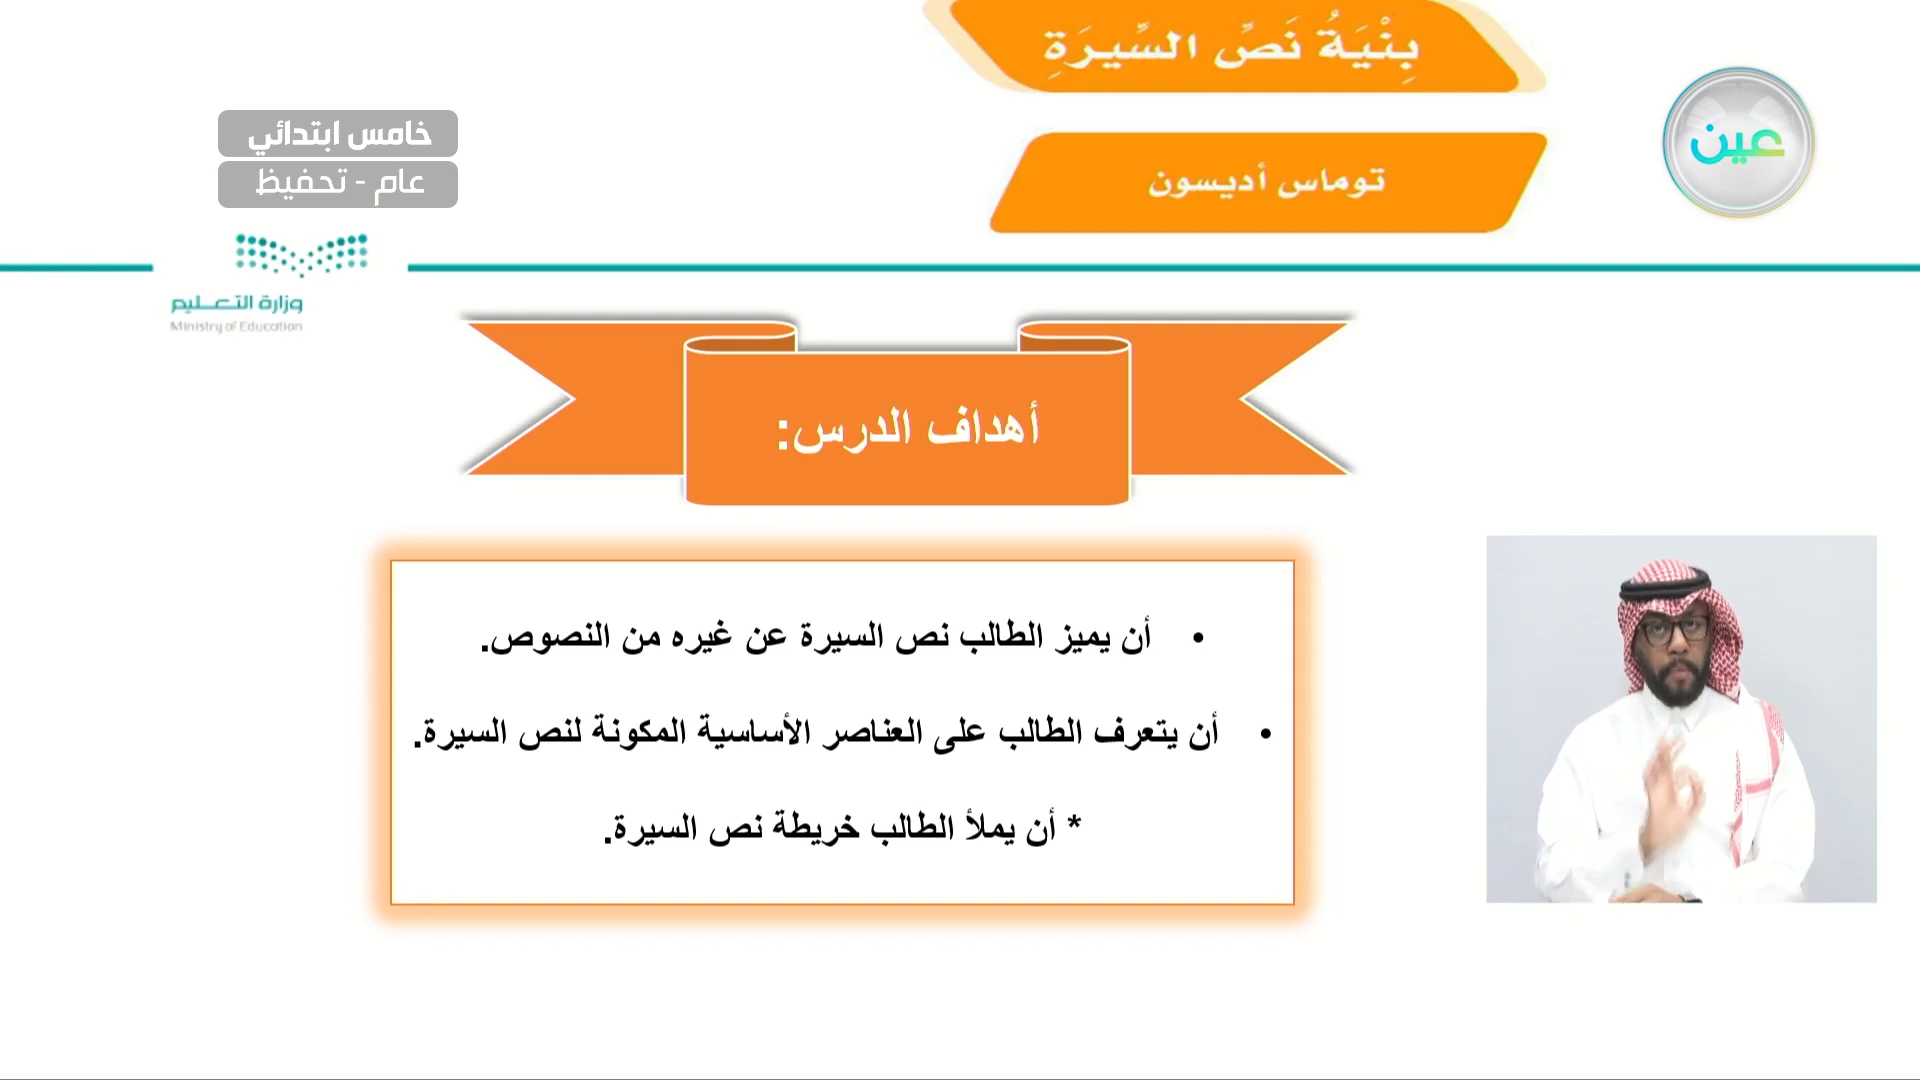 بِنْيَةُ نَصِّ السِّيرَةِ
توماس أديسون
عين
خامس ابتدائي
عام - تحفيظ
وزارة التعليم
Ministry of Education
أهداف الدرس:
• أن يميز الطالب نص السيرة عن غيره من النصوص.
• أن يتعرف الطالب على العناصر الأساسية المكونة لنص السيرة.
* أن يملأ الطالب خريطة نص السيرة.